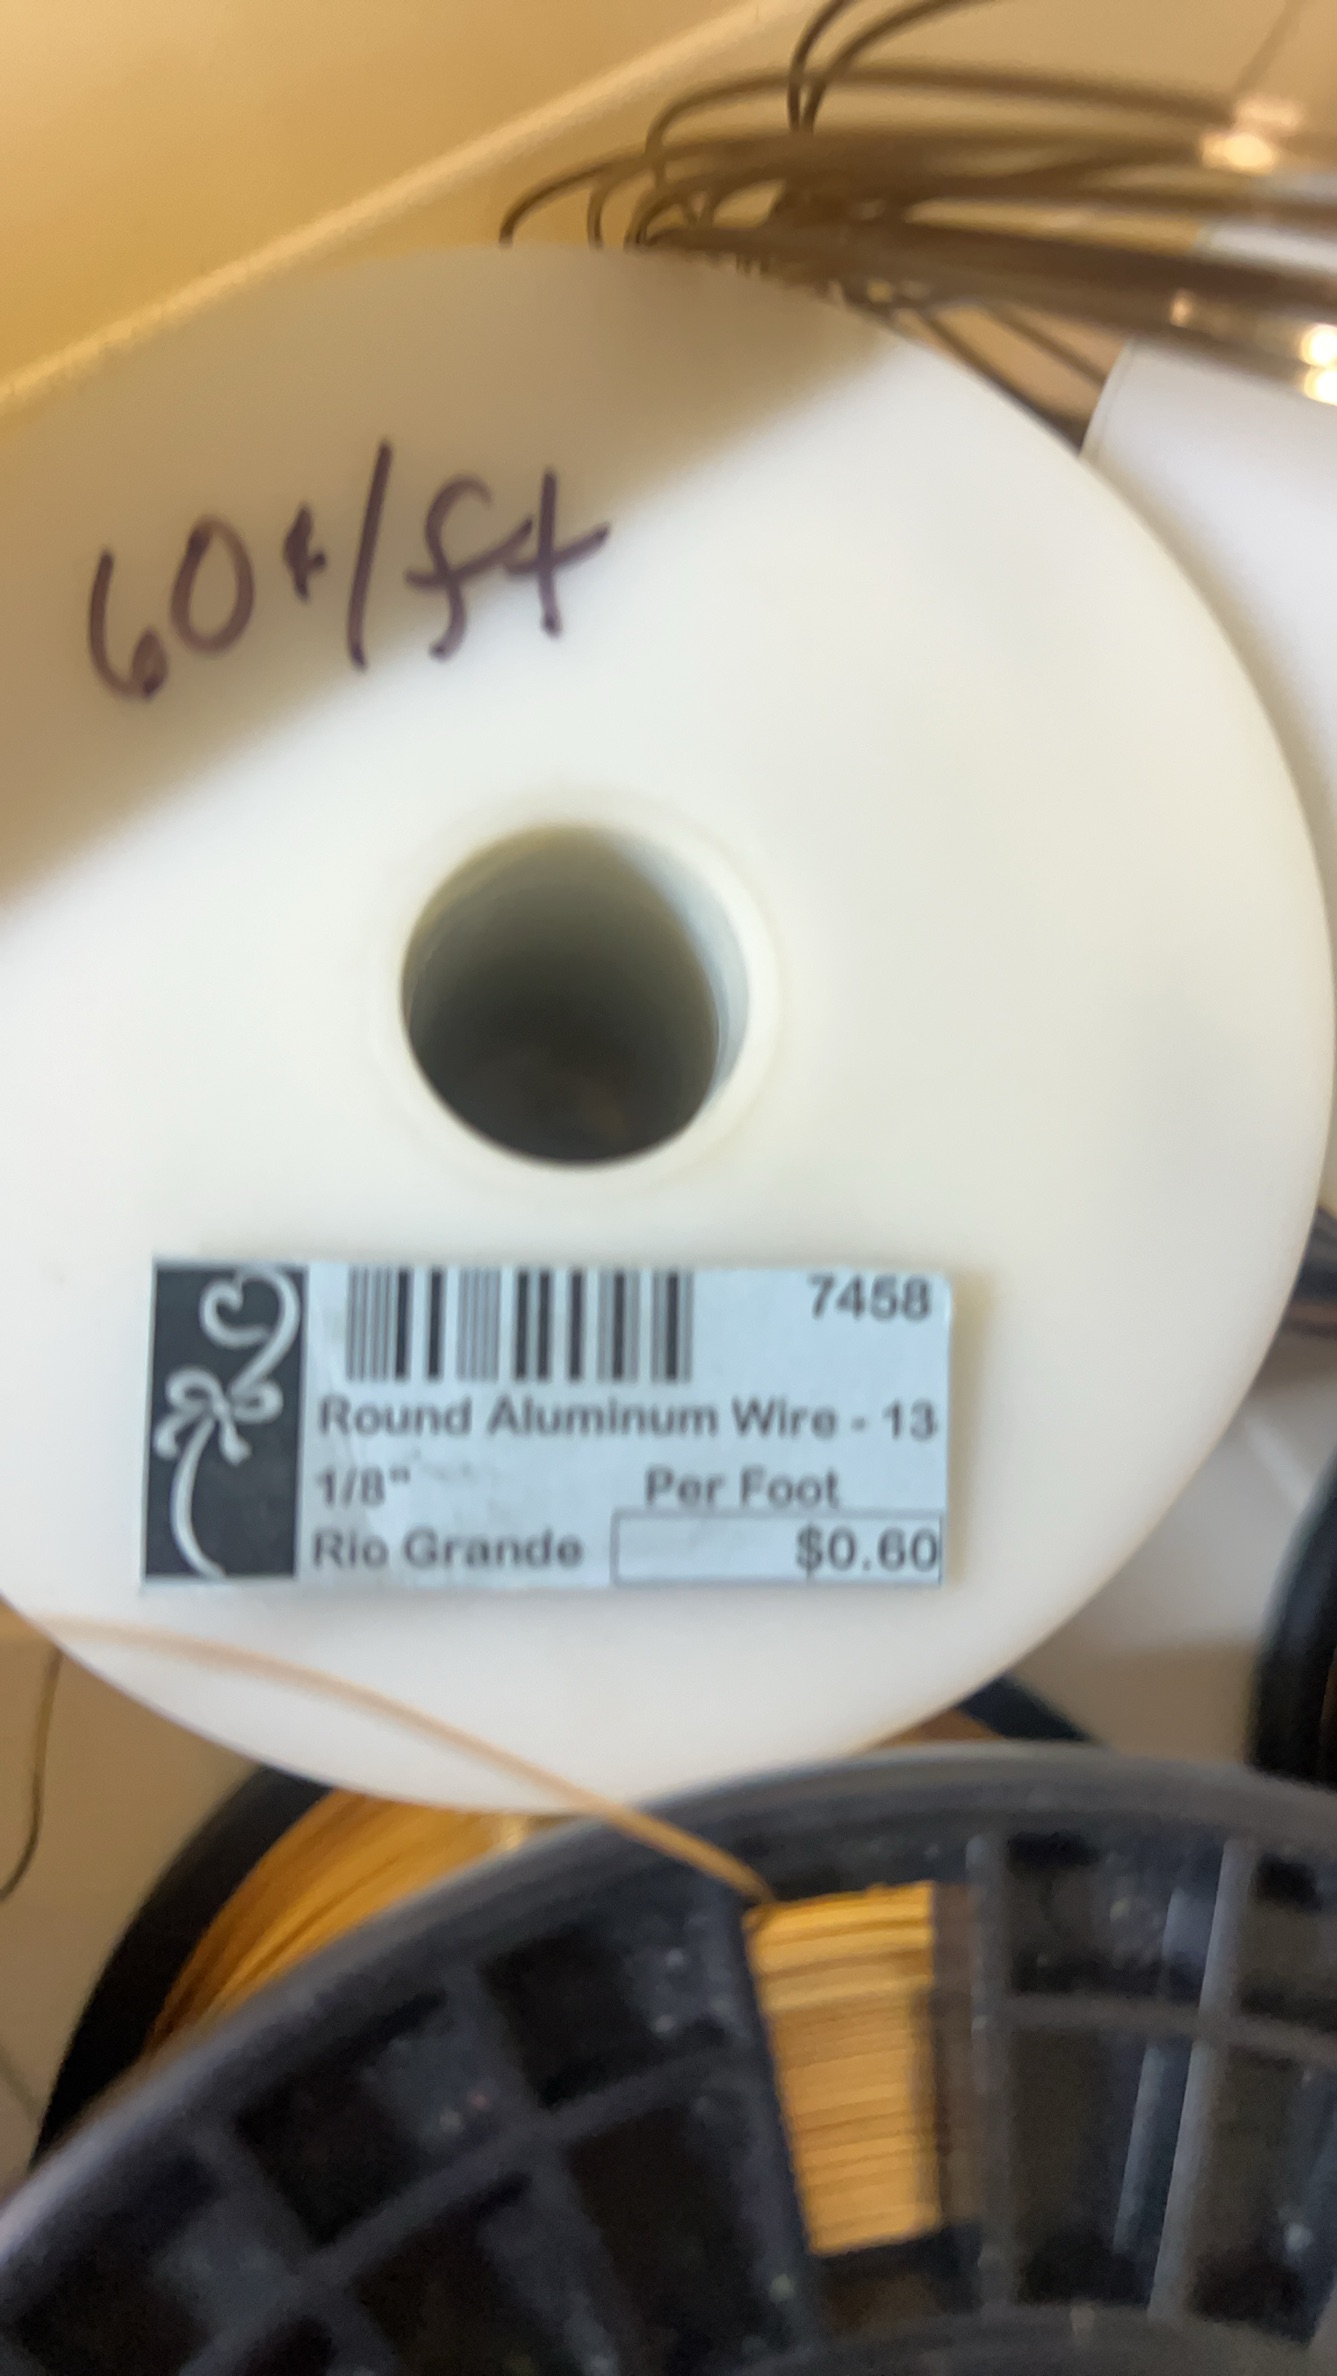 60¢/ft
7458
Round Aluminum Wire - 13
1/8" Per Foot
Rio Grande $0.60